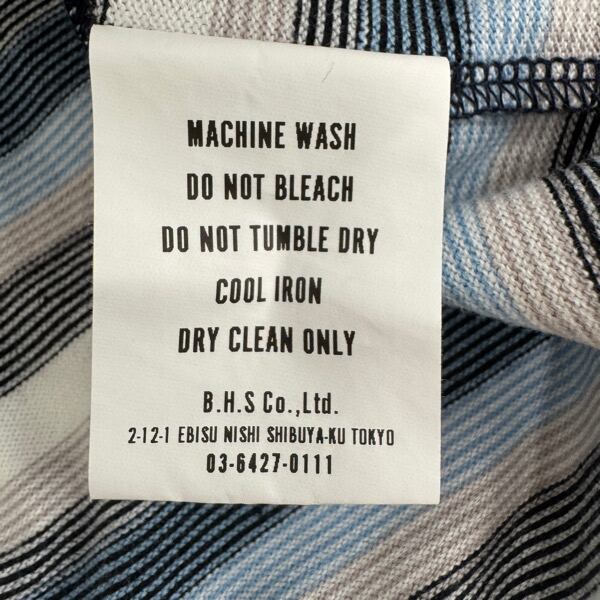 MACHINE WASH
DO NOT BLEACH
DO NOT TUMBLE DRY
COOL IRON
DRY CLEAN ONLY
B.H.S Co.,Ltd.
2-12-1 EBISU NISHI SHIBUYA-KU TOKYO
03-6427-0111